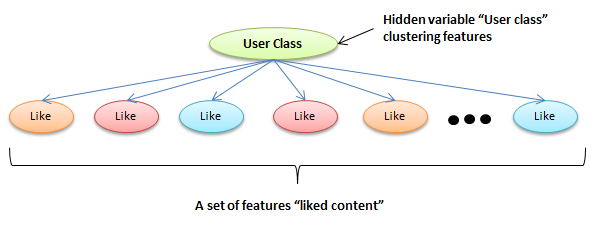 Hidden variable “User class”
clustering features
User Class
Like
Like
Like
Like
Like
Like
A set of features “liked content”